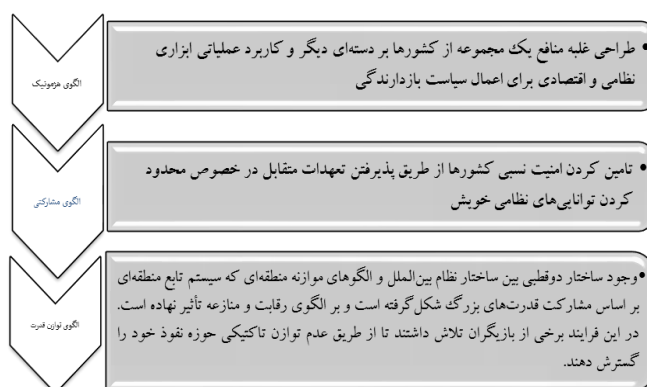 الگوی هژمونیک
• طراحی غلبه منافع یک مجموعه از کشورها بر دسته‌ای دیگر و کاربرد عملیاتی ابزاری
نظامی و اقتصادی برای اعمال سیاست بازدارندگی
الگوی مشارکتی
• تامین کردن امنیت نسبی کشورها از طریق پذیرفتن تعهدات متقابل در خصوص محدود
کردن توانایی‌های نظامی خویش
الگوی توازن قدرت
•وجود ساختار دوقطبی بین ساختار نظام بین‌الملل و الگوهای موازنه منطقه‌ای که سیستم تابع منطقه‌ای
بر اساس مشارکت قدرت‌های بزرگ شکل گرفته است و بر الگوی رقابت و منازعه تأثیر نهاده است.
در این فرایند برخی از بازیگران تلاش داشتند تا از طریق عدم توازن تاکتیکی حوزه نفوذ خود را
گسترش دهند.